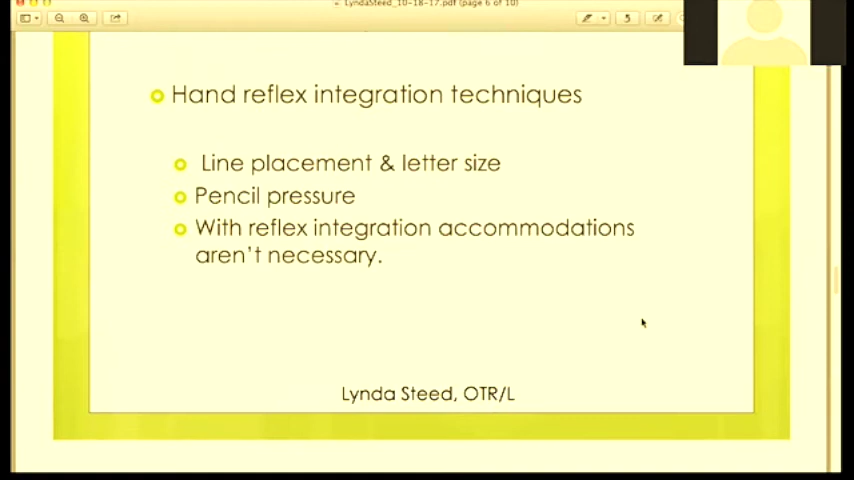 LyndaSteed_10-18-17.pdf (page 6 of 10)
Hand reflex integration techniques
Line placement & letter size
Pencil pressure
With reflex integration accommodations
aren't necessary.
Lynda Steed, OTR/L